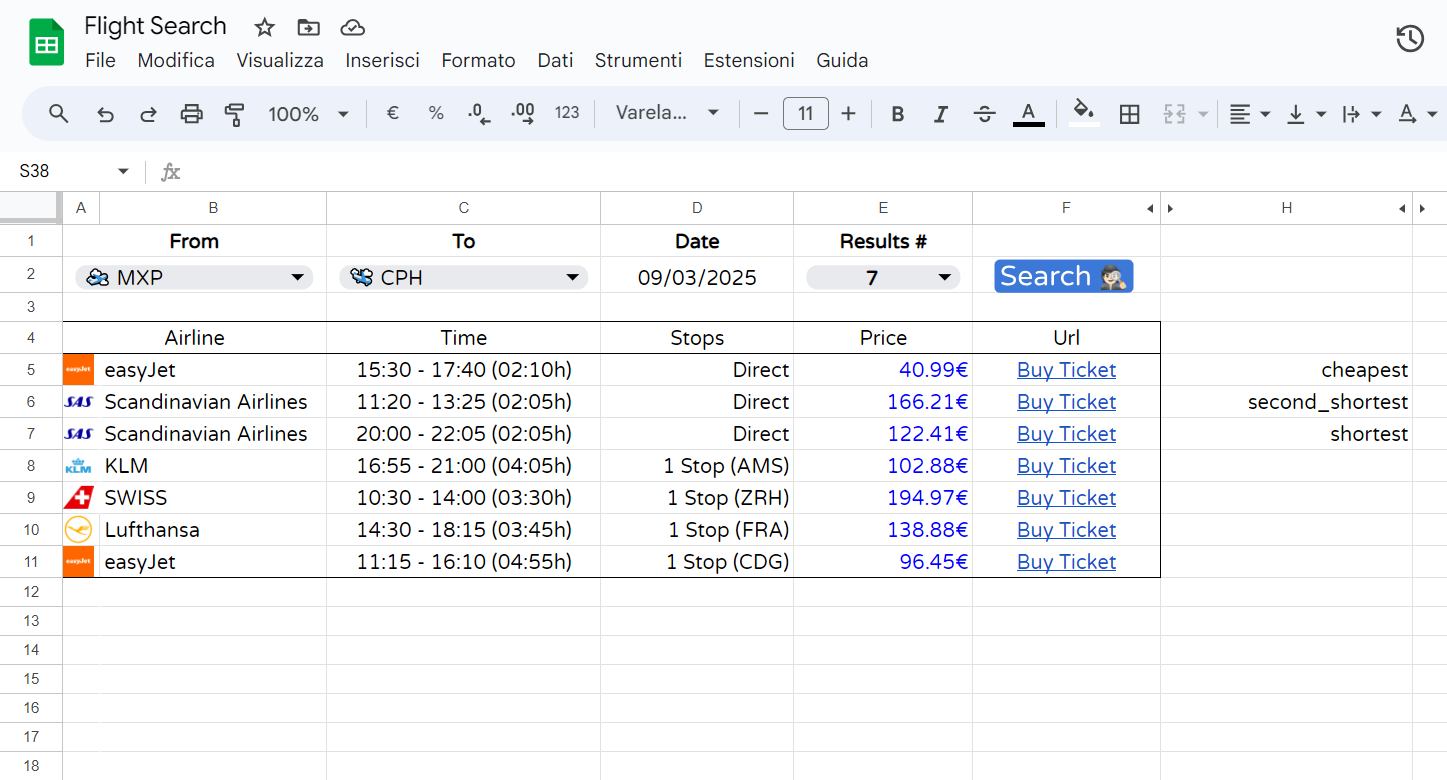 Flight Search
File Modifica Visualizza Inserisci Formato Dati Strumenti Estensioni Guida
100% € % .0 .00 123 Varela... 11 B I A A
S38 fx
A B C D E F H
1 From To Date Results #
2 MXP CPH 09/03/2025 7 Search
3
4 Airline Time Stops Price Url
5 easyJet easyJet 15:30 - 17:40 (02:10h) Direct 40.99€ Buy Ticket cheapest
6 SAS Scandinavian Airlines 11:20 - 13:25 (02:05h) Direct 166.21€ Buy Ticket second_shortest
7 SAS Scandinavian Airlines 20:00 - 22:05 (02:05h) Direct 122.41€ Buy Ticket shortest
8 KLM KLM 16:55 - 21:00 (04:05h) 1 Stop (AMS) 102.88€ Buy Ticket
9 SWISS 10:30 - 14:00 (03:30h) 1 Stop (ZRH) 194.97€ Buy Ticket
10 Lufthansa 14:30 - 18:15 (03:45h) 1 Stop (FRA) 138.88€ Buy Ticket
11 easyJet easyJet 11:15 - 16:10 (04:55h) 1 Stop (CDG) 96.45€ Buy Ticket
12
13
14
15
16
17
18